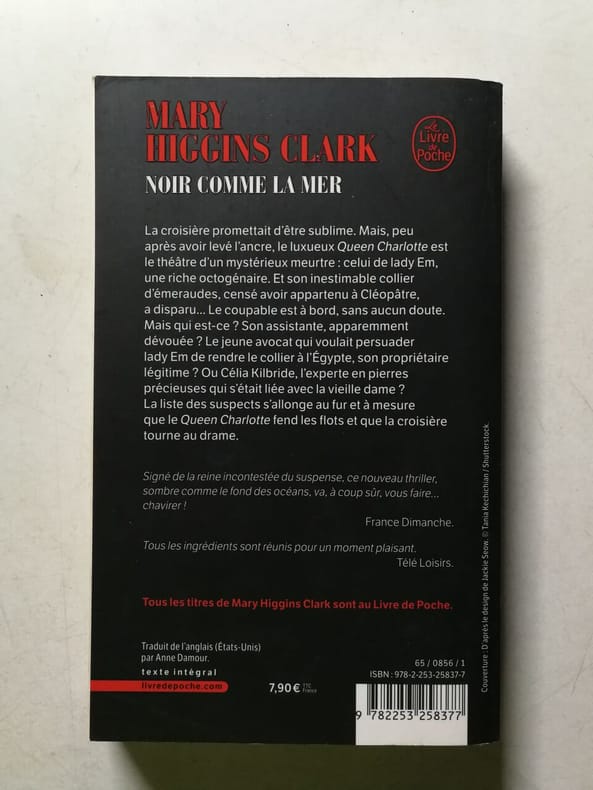 MARY
HIGGINS CLARK
NOIR COMME LA MER
Le
Livre
de
Poche
La croisière promettait d'être sublime. Mais, peu
après avoir levé l'ancre, le luxueux Queen Charlotte est
le théâtre d'un mystérieux meurtre : celui de lady Em,
une riche octogénaire. Et son inestimable collier
d'émeraudes, censé avoir appartenu à Cléopâtre,
a disparu... Le coupable est à bord, sans aucun doute.
Mais qui est-ce ? Son assistante, apparemment
dévouée ? Le jeune avocat qui voulait persuader
lady Em de rendre le collier à l'Égypte, son propriétaire
légitime ? Ou Célia Kilbride, l'experte en pierres
précieuses qui s'était liée avec la vieille dame ?
La liste des suspects s'allonge au fur et à mesure
que le Queen Charlotte fend les flots et que la croisière
tourne au drame.
Signé de la reine incontestée du suspense, ce nouveau thriller,
sombre comme le fond des océans, va, à coup sûr, vous faire...
chavirer !
France Dimanche.
Tous les ingrédients sont réunis pour un moment plaisant.
Télé Loisirs.
Tous les titres de Mary Higgins Clark sont au Livre de Poche.
Traduit de l'anglais (États-Unis)
par Anne Damour.
texte intégral
livredepoche.com
7,90 € TTC
France
65 / 0856 / 1
ISBN : 978-2-253-25837-7
9 782253 258377
Couverture : D'après le design de Jackie Seow. © Tania Kechichian / Shutterstock.